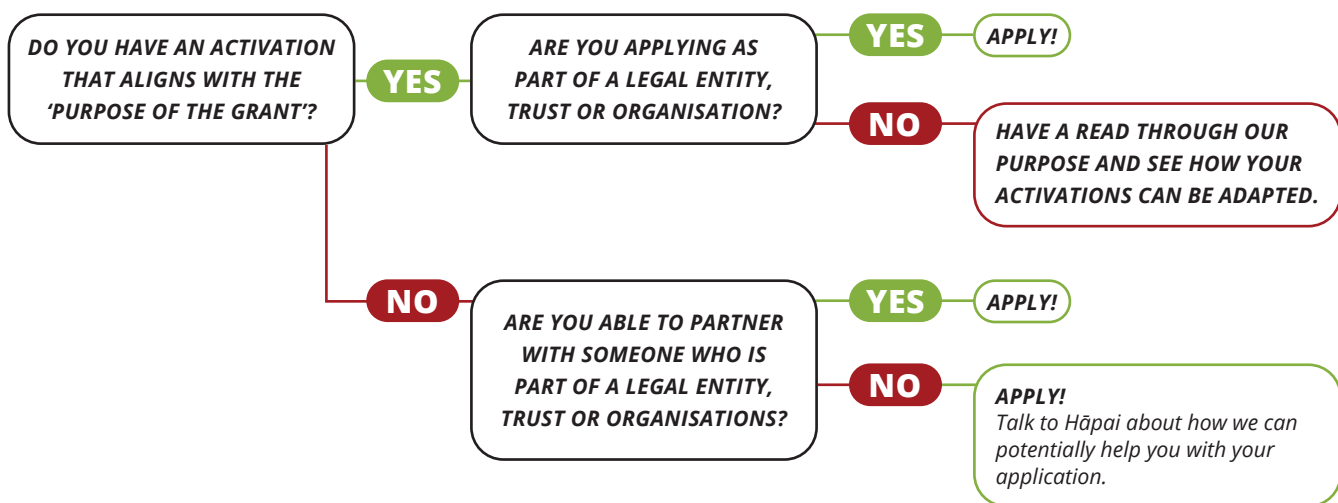 DO YOU HAVE AN ACTIVATION
THAT ALIGNS WITH THE
‘PURPOSE OF THE GRANT’?
YES
ARE YOU APPLYING AS
PART OF A LEGAL ENTITY,
TRUST OR ORGANISATION?
YES
APPLY!
NO
HAVE A READ THROUGH OUR
PURPOSE AND SEE HOW YOUR
ACTIVATIONS CAN BE ADAPTED.
NO
ARE YOU ABLE TO PARTNER
WITH SOMEONE WHO IS
PART OF A LEGAL ENTITY,
TRUST OR ORGANISATIONS?
YES
APPLY!
NO
APPLY!
Talk to Hāpai about how we can
potentially help you with your
application.